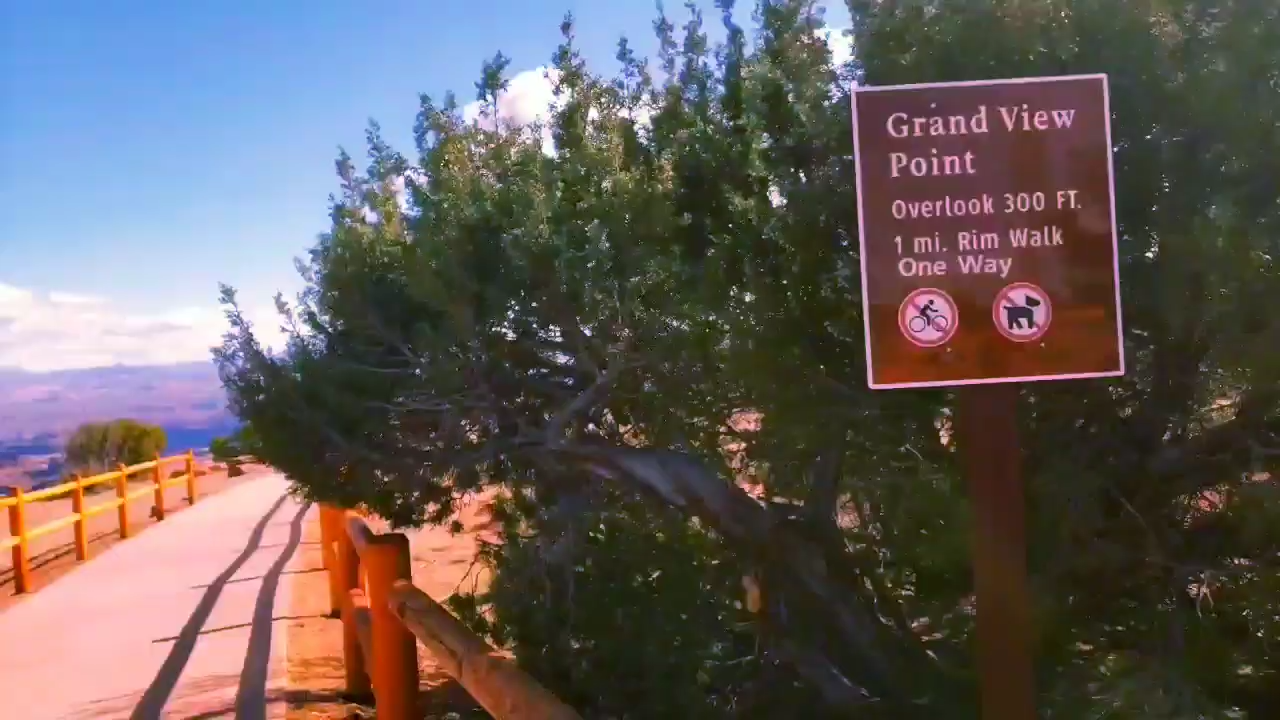 Grand View
Point
Overlook 300 FT.
1 mi. Rim Walk
One Way